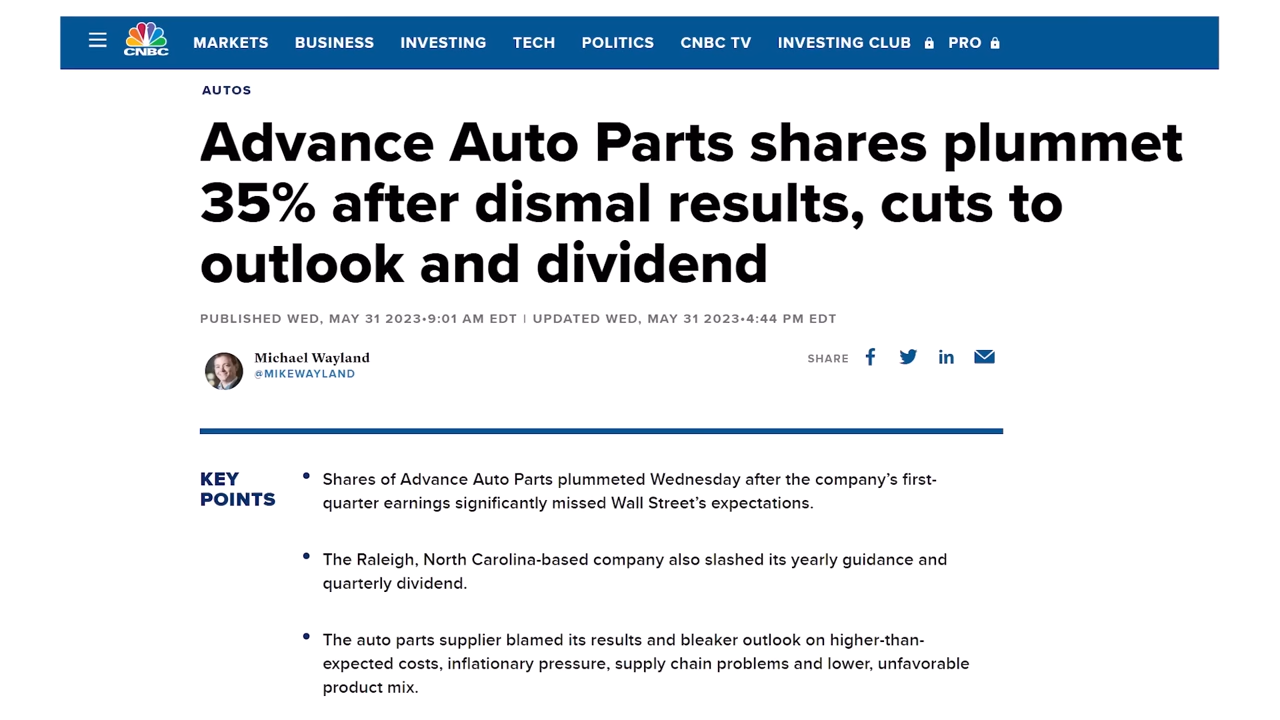 CNBC MARKETS BUSINESS INVESTING TECH POLITICS CNBC TV INVESTING CLUB PRO
AUTOS
Advance Auto Parts shares plummet
35% after dismal results, cuts to
outlook and dividend
PUBLISHED WED, MAY 31 2023•9:01 AM EDT | UPDATED WED, MAY 31 2023•4:44 PM EDT
Michael Wayland
@MIKEWAYLAND
SHARE
KEY
POINTS
• Shares of Advance Auto Parts plummeted Wednesday after the company’s first-
quarter earnings significantly missed Wall Street’s expectations.
• The Raleigh, North Carolina-based company also slashed its yearly guidance and
quarterly dividend.
• The auto parts supplier blamed its results and bleaker outlook on higher-than-
expected costs, inflationary pressure, supply chain problems and lower, unfavorable
product mix.